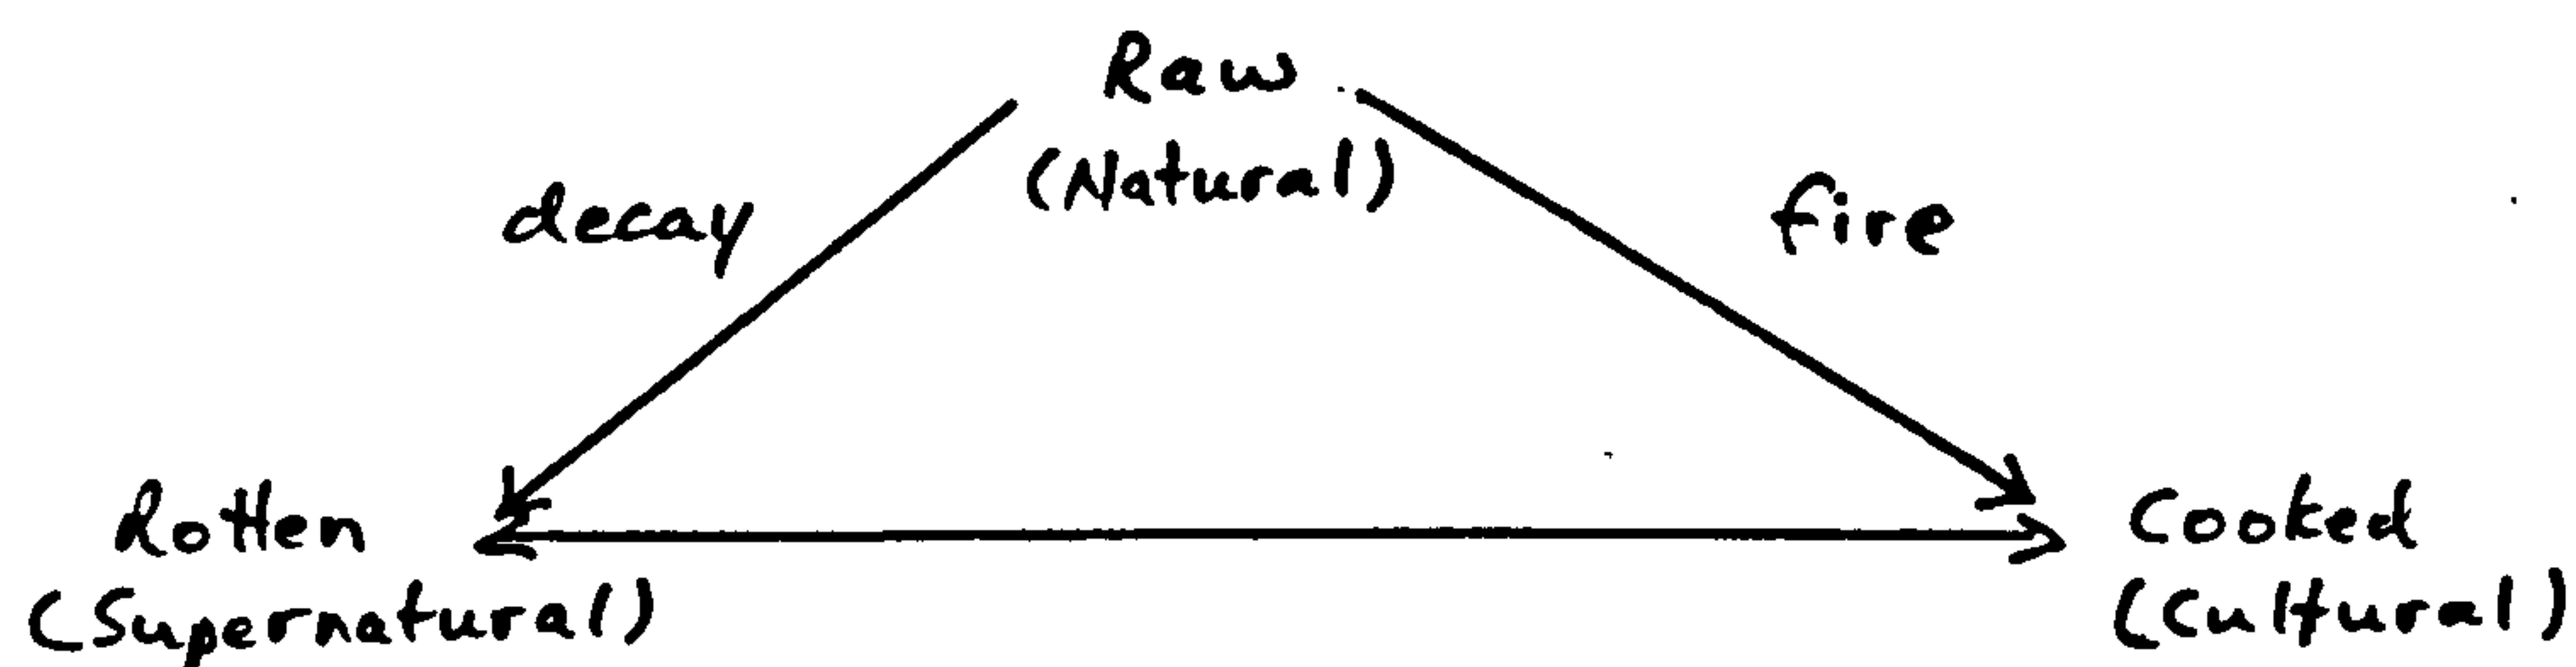 Raw
(Natural)
decay
fire
Rotten
(Supernatural)
Cooked
(Cultural)